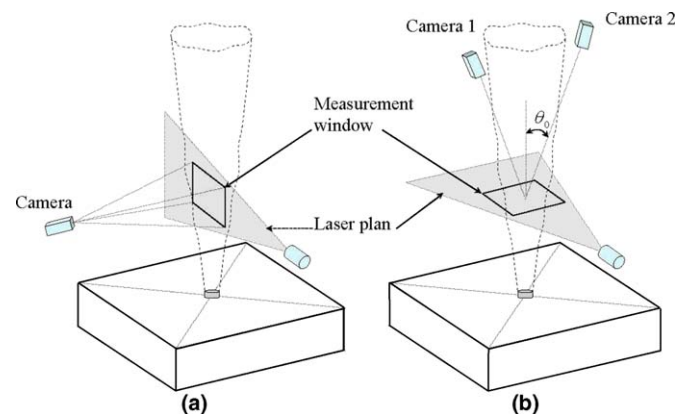 Camera 1
Camera 2
Measurement
window
θ₀
Camera
Laser plan
(a)
(b)